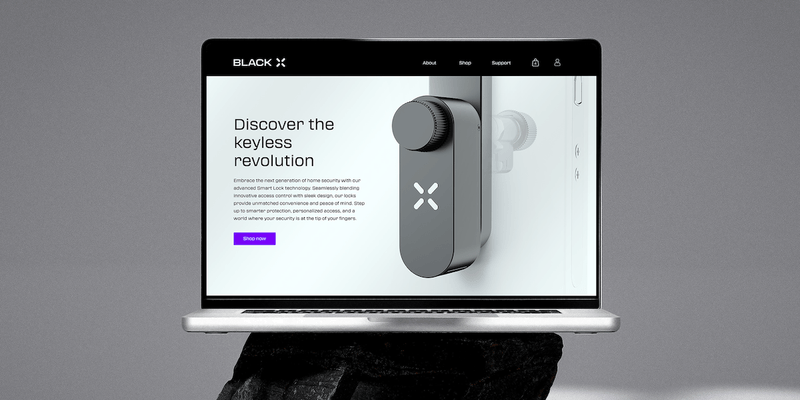 BLACK
About
Shop
Support
Discover the
keyless
revolution
Embrace the next generation of home security with our
advanced Smart Lock technology. Seamlessly blending
innovative access control with sleek design, our locks
provide unmatched convenience and peace of mind. Step
up to smarter protection, personalized access, and a
world where your security is at the tip of your fingers.
Shop now